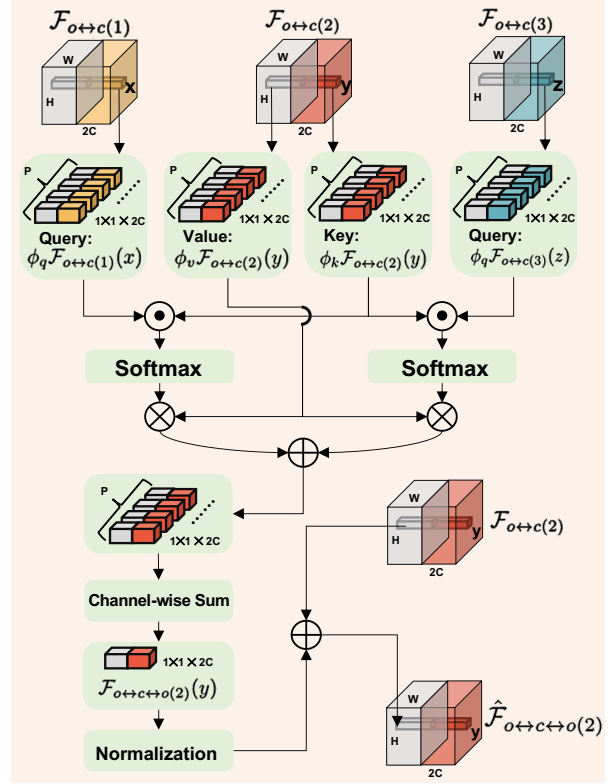 𝓕o↔c(1) 𝓕o↔c(2) 𝓕o↔c(3)
W W W
H x H y H z
2C 2C 2C
P P P P
1×1 × 2C 1×1 × 2C 1×1 × 2C 1×1 × 2C
Query: Value: Key: Query:
ϕq𝓕o↔c(1)(x) ϕv𝓕o↔c(2)(y) ϕk𝓕o↔c(2)(y) ϕq𝓕o↔c(3)(z)
Softmax Softmax
P
1×1 × 2C
W
H y 𝓕o↔c(2)
2C
Channel-wise Sum
1×1 × 2C
𝓕o↔c↔o(2)(y)
W
H y 𝓕̂o↔c↔o(2)
2C
Normalization